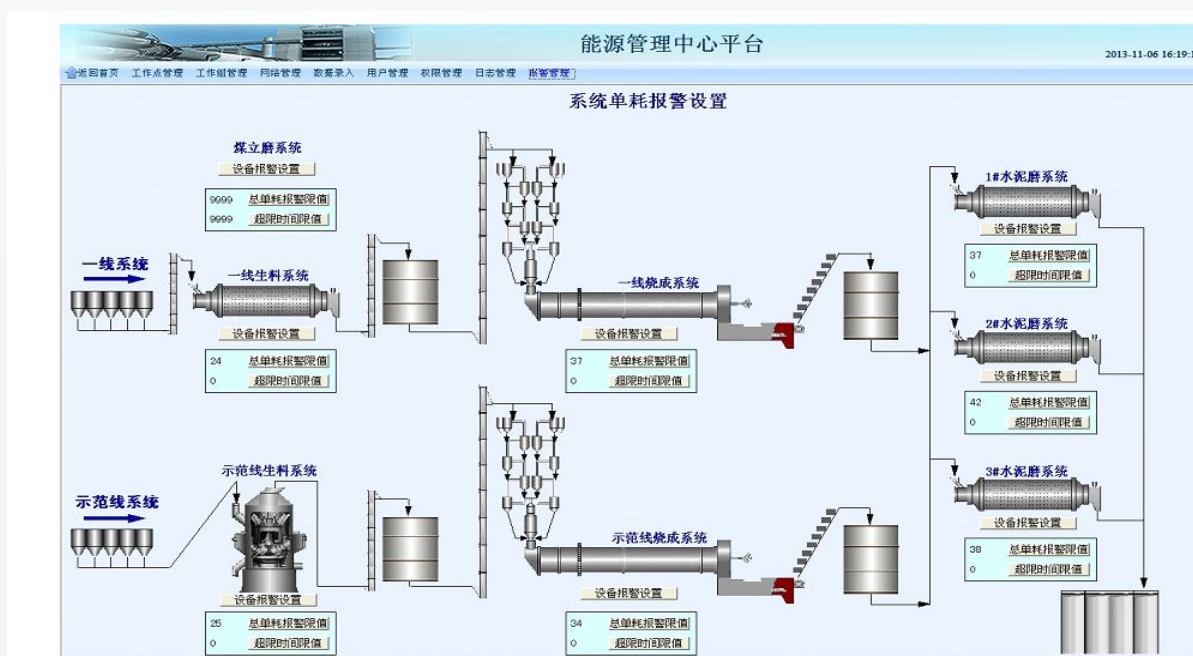 能源管理中心平台
2013-11-06 16:19:1
返回首页 工作点管理 工作组管理 网络管理 数据录入 用户管理 权限管理 日志管理 报警管理
系统单耗报警设置
煤立磨系统
设备报警设置
9999 总单耗报警限值
9999 超限时间限值
一线系统
一线生料系统
设备报警设置
24 总单耗报警限值
0 超限时间限值
一线烧成系统
设备报警设置
37 总单耗报警限值
0 超限时间限值
1#水泥磨系统
设备报警设置
37 总单耗报警限值
0 超限时间限值
2#水泥磨系统
设备报警设置
42 总单耗报警限值
0 超限时间限值
3#水泥磨系统
设备报警设置
38 总单耗报警限值
0 超限时间限值
示范线系统
示范线生料系统
设备报警设置
25 总单耗报警限值
0 超限时间限值
示范线烧成系统
设备报警设置
34 总单耗报警限值
0 超限时间限值